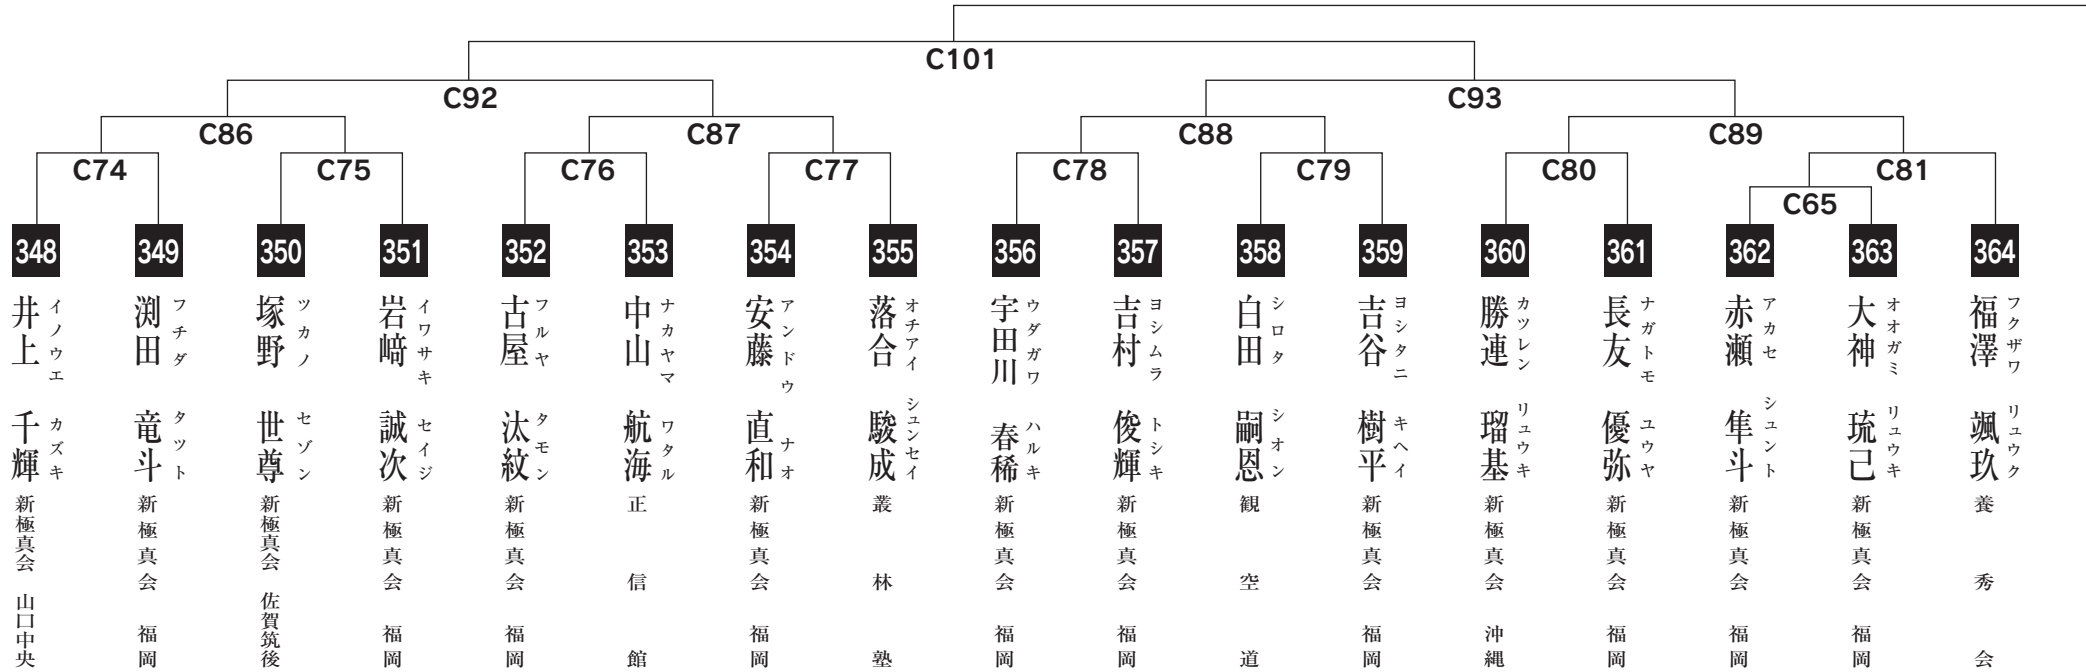 C101
C92
C93
C86
C87
C88
C89
C74
C75
C76
C77
C78
C79
C80
C81
C65
348
井上 千輝
イノウエ カズキ
新極真会 山口中央
349
渕田 竜斗
フチダ タツト
新極真会 福岡
350
塚野 世尊
ツカノ セゾン
新極真会 佐賀筑後
351
岩﨑 誠次
イワサキ セイジ
新極真会 福岡
352
古屋 汰紋
フルヤ タモン
新極真会 福岡
353
中山 航海
ナカヤマ ワタル
正信館
354
安藤 直和
アンドウ ナオ
新極真会 福岡
355
落合 駿成
オチアイ シュンセイ
叢林塾
356
宇田川 春稀
ウダガワ ハルキ
新極真会 福岡
357
吉村 俊輝
ヨシムラ トシキ
新極真会 福岡
358
白田 嗣恩
シロタ シオン
観空道
359
吉谷 樹平
ヨシタニ キヘイ
新極真会 福岡
360
勝連 瑠基
カツレン リュウキ
新極真会 沖縄
361
長友 優弥
ナガトモ ユウヤ
新極真会 福岡
362
赤瀬 隼斗
アカセ シュント
新極真会 福岡
363
大神 琉己
オオガミ リュウキ
新極真会 福岡
364
福澤 颯玖
フクザワ リュウク
養秀会